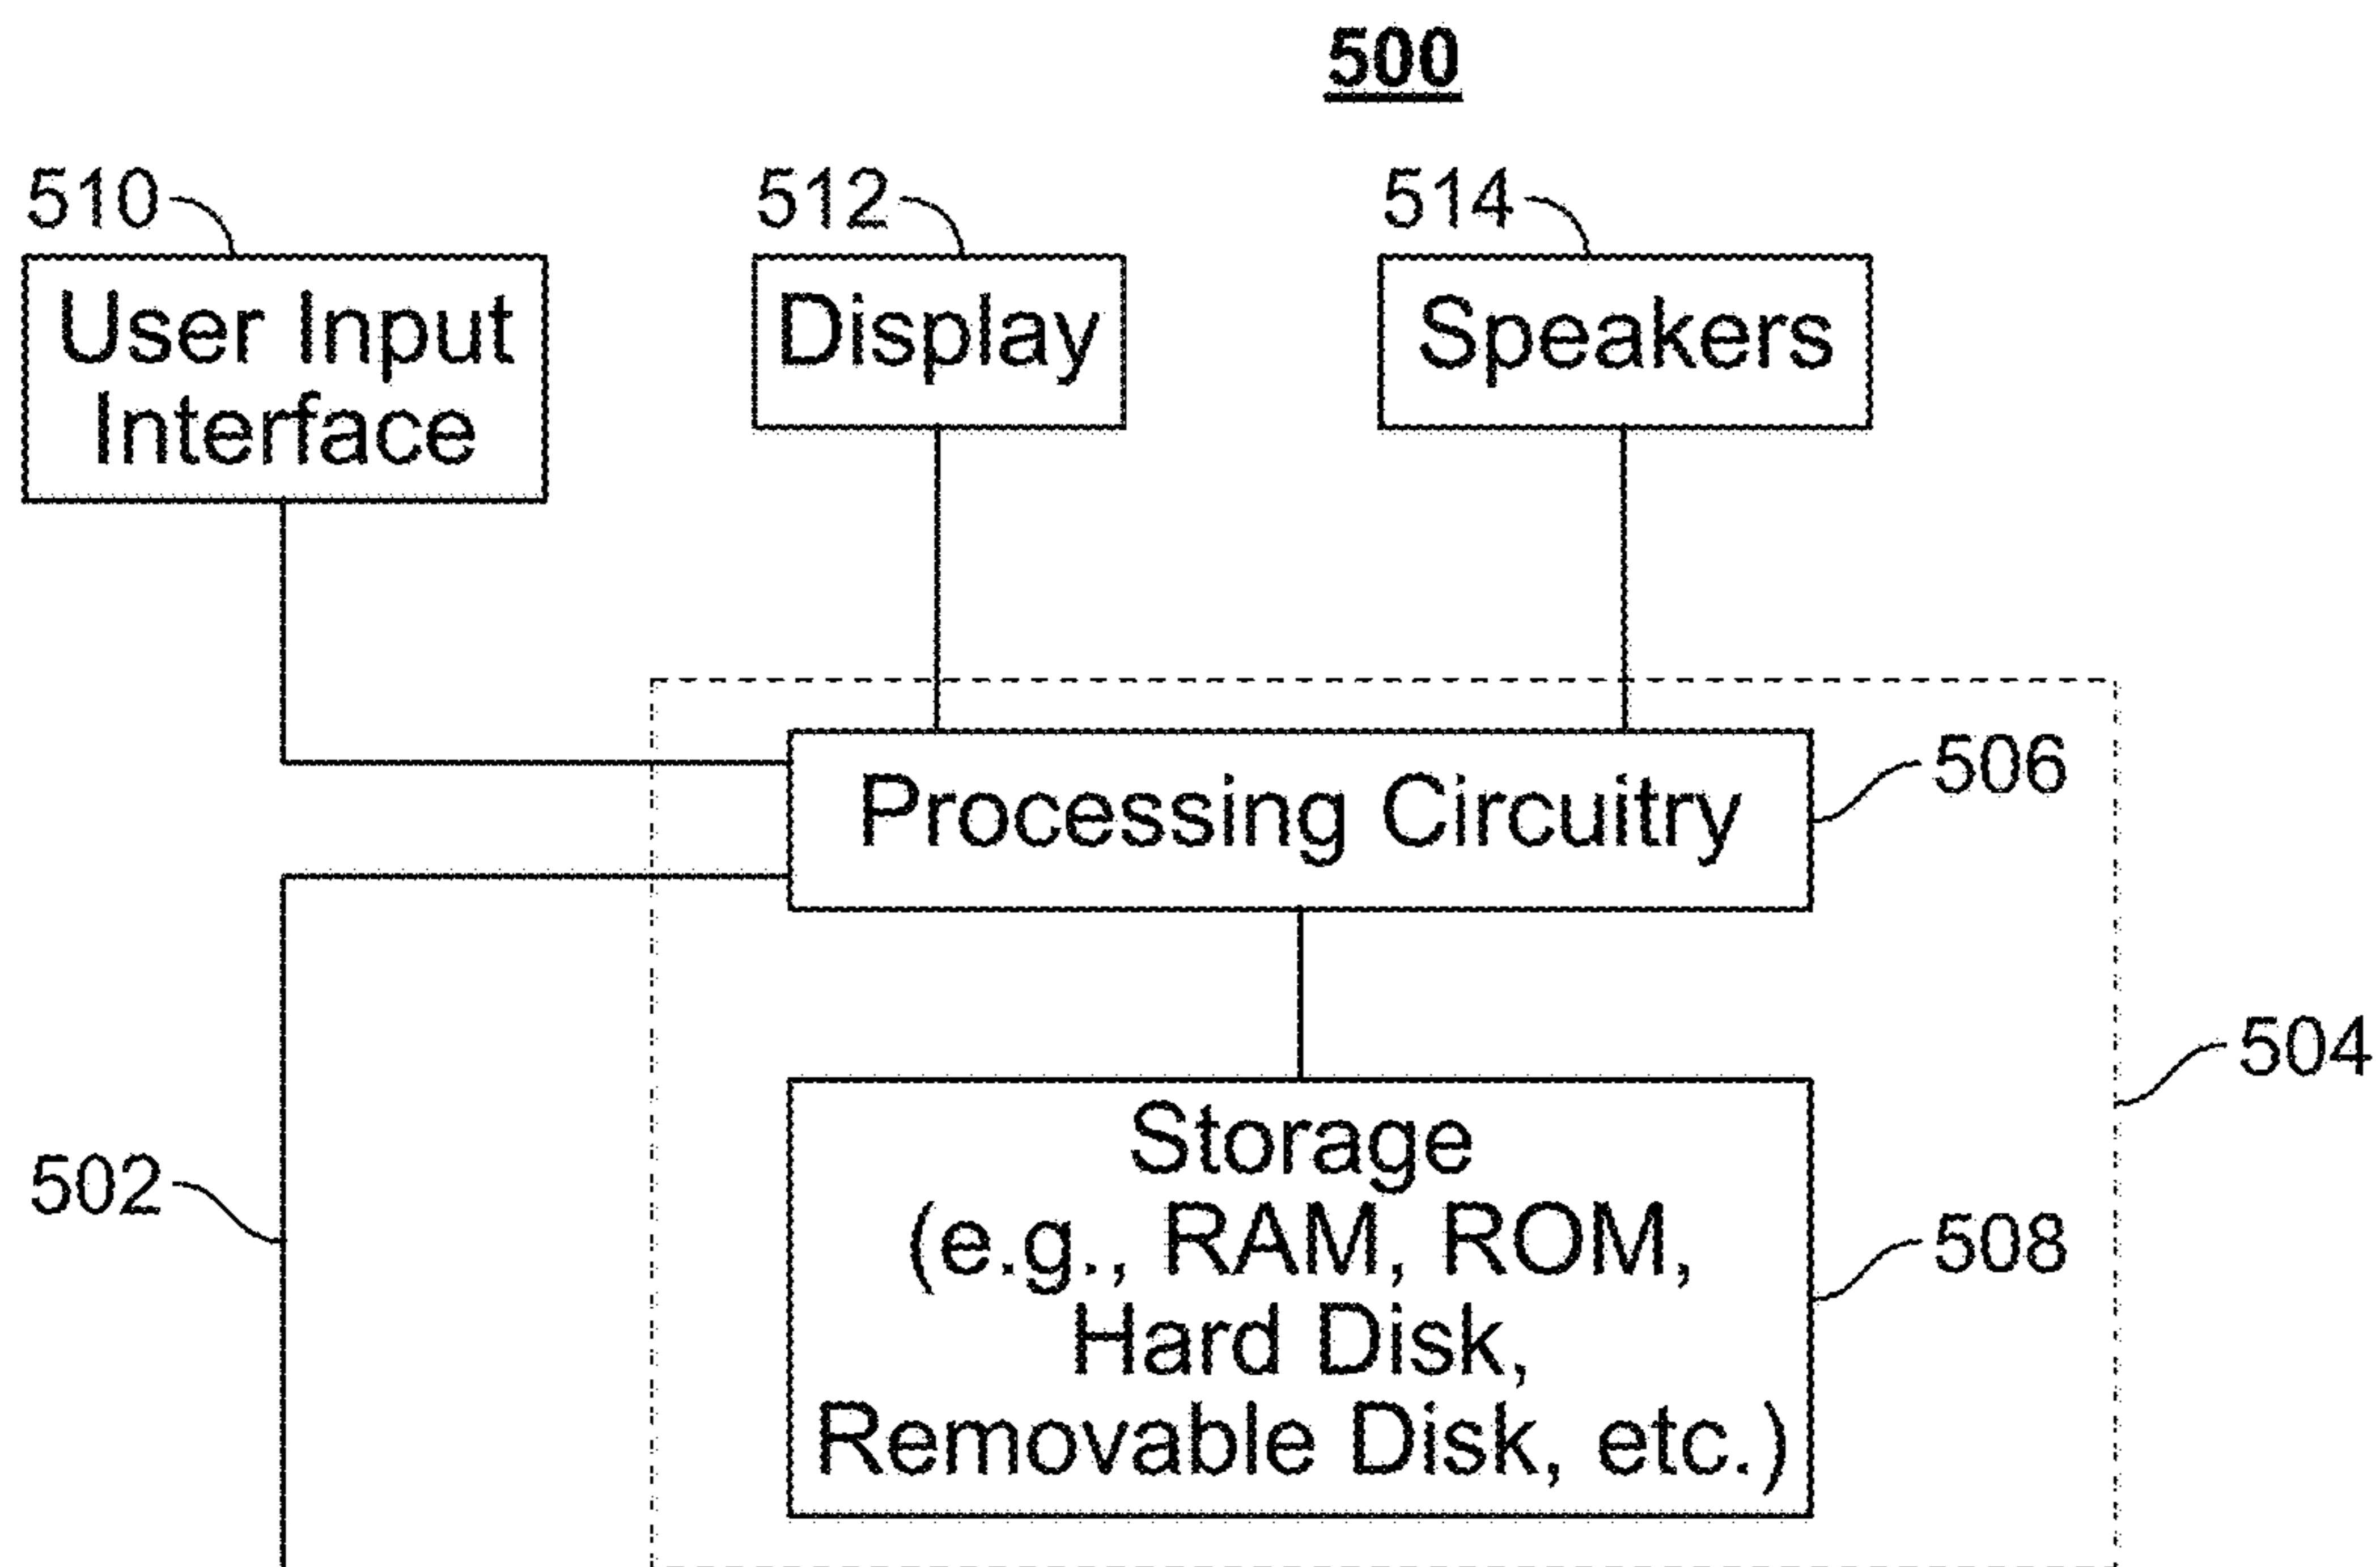 500
510
512
514
User Input
Interface
Display
Speakers
Processing Circuitry
506
504
502
Storage
(e.g., RAM, ROM,
Hard Disk,
Removable Disk, etc.)
508